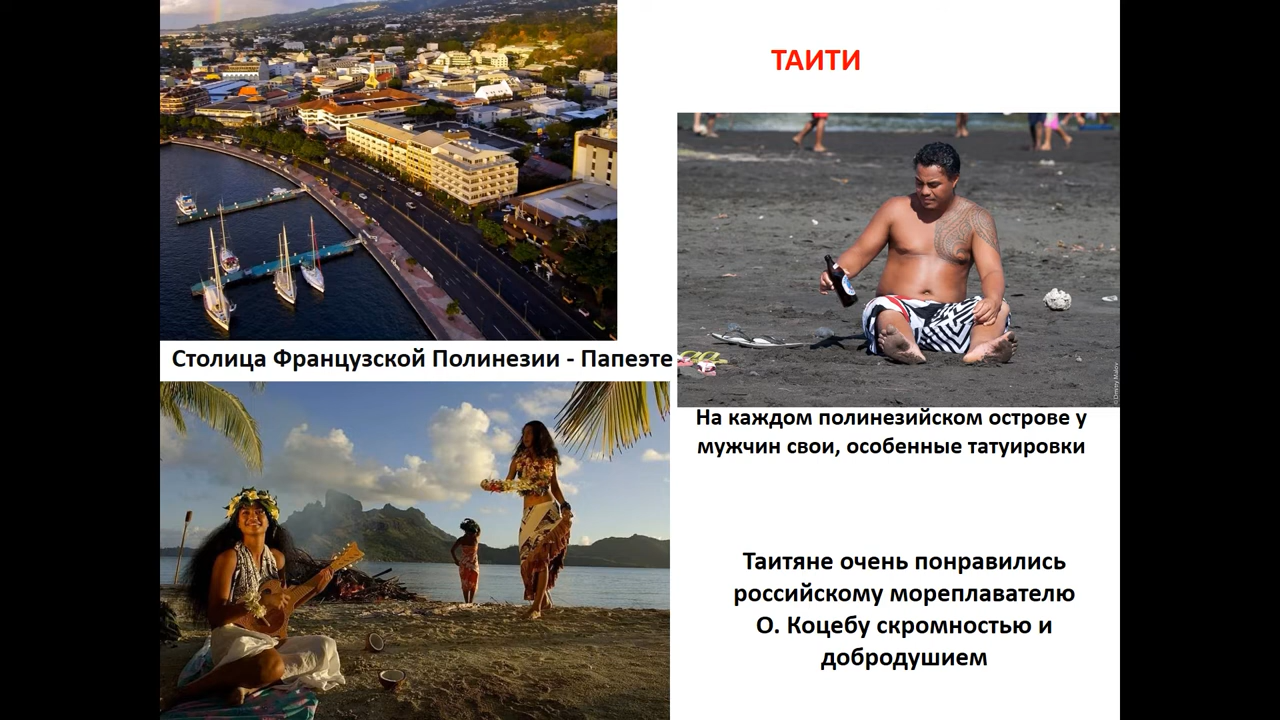 ТАИТИ
Столица Французской Полинезии - Папеэте
На каждом полинезийском острове у
мужчин свои, особенные татуировки
Таитяне очень понравились
российскому мореплавателю
О. Коцебу скромностью и
добродушием